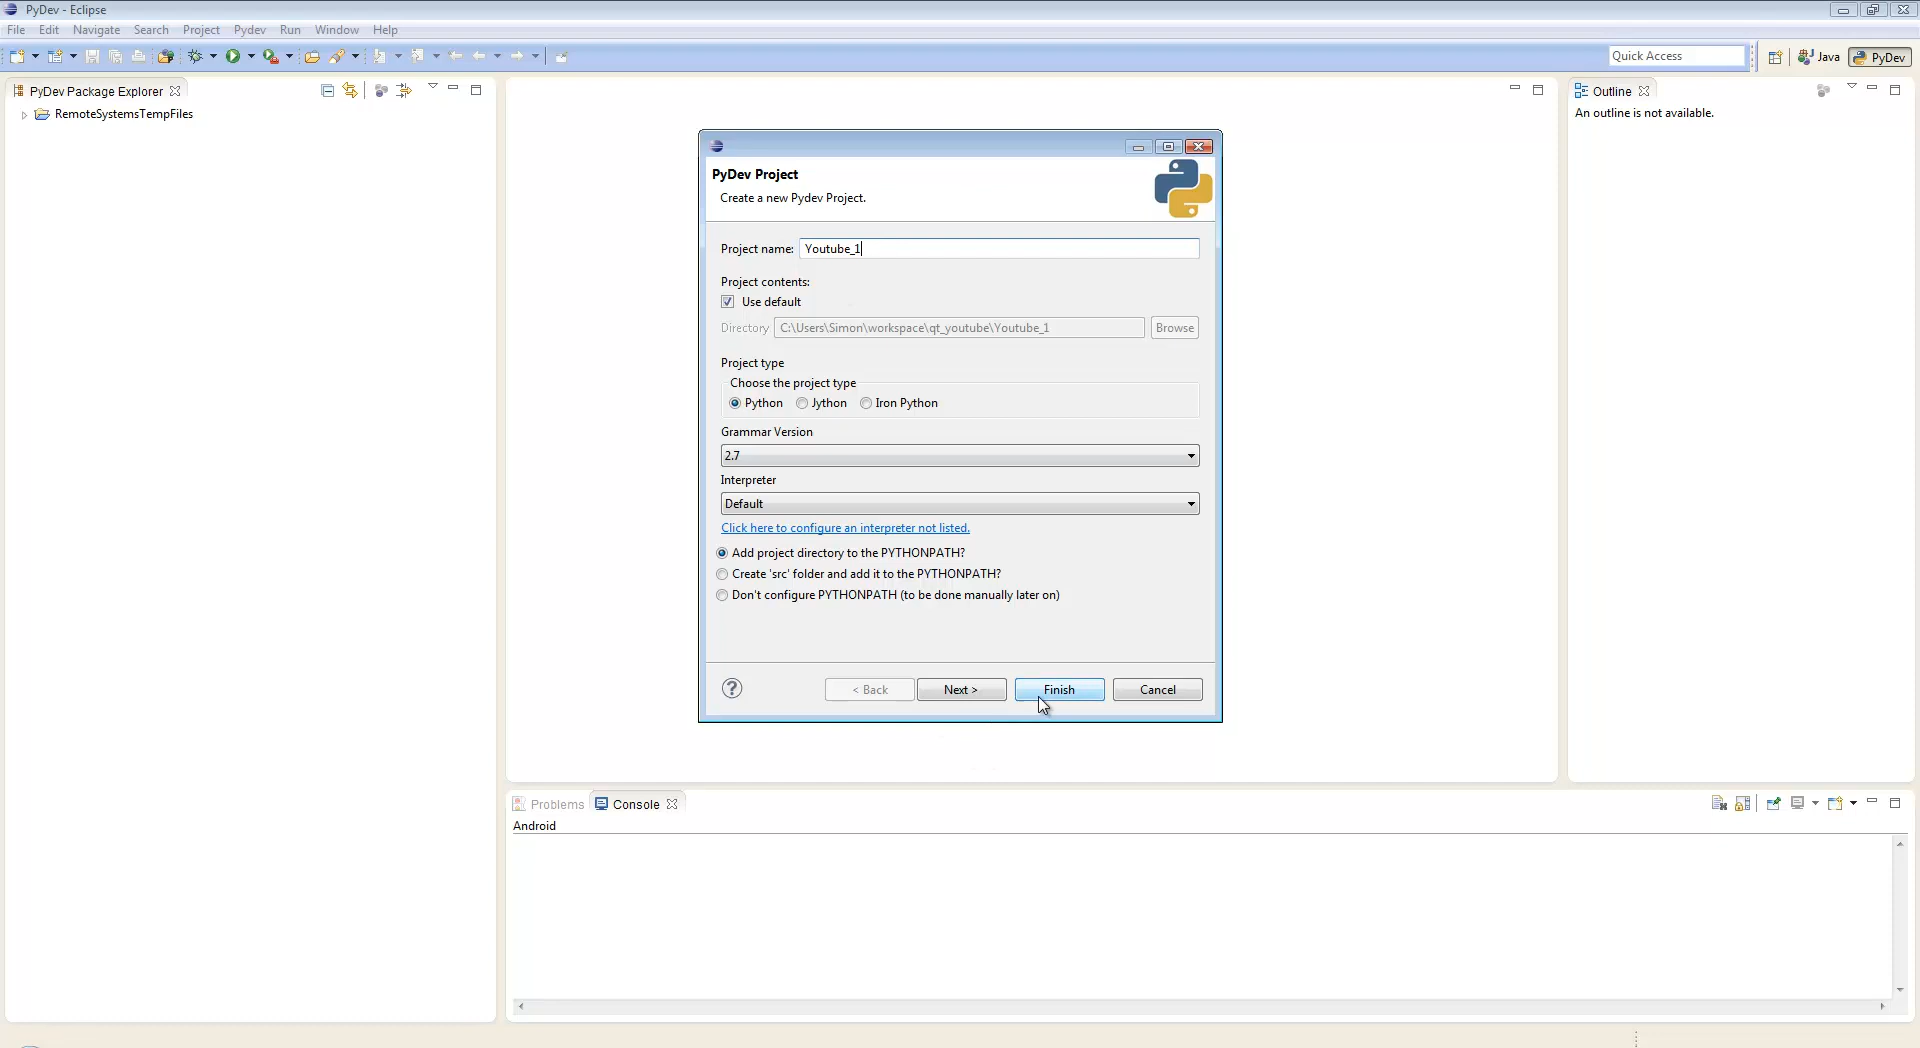 PyDev - Eclipse
File Edit Navigate Search Project Pydev Run Window Help
Quick Access
Java
PyDev
PyDev Package Explorer
RemoteSystemsTempFiles
Outline
An outline is not available.
PyDev Project
Create a new Pydev Project.
Project name: Youtube_1
Project contents:
Use default
Directory C:\Users\Simon\workspace\qt_youtube\Youtube_1 Browse
Project type
Choose the project type
Python Jython Iron Python
Grammar Version
2.7
Interpreter
Default
Click here to configure an interpreter not listed.
Add project directory to the PYTHONPATH?
Create 'src' folder and add it to the PYTHONPATH?
Don't configure PYTHONPATH (to be done manually later on)
? < Back Next > Finish Cancel
Problems Console
Android